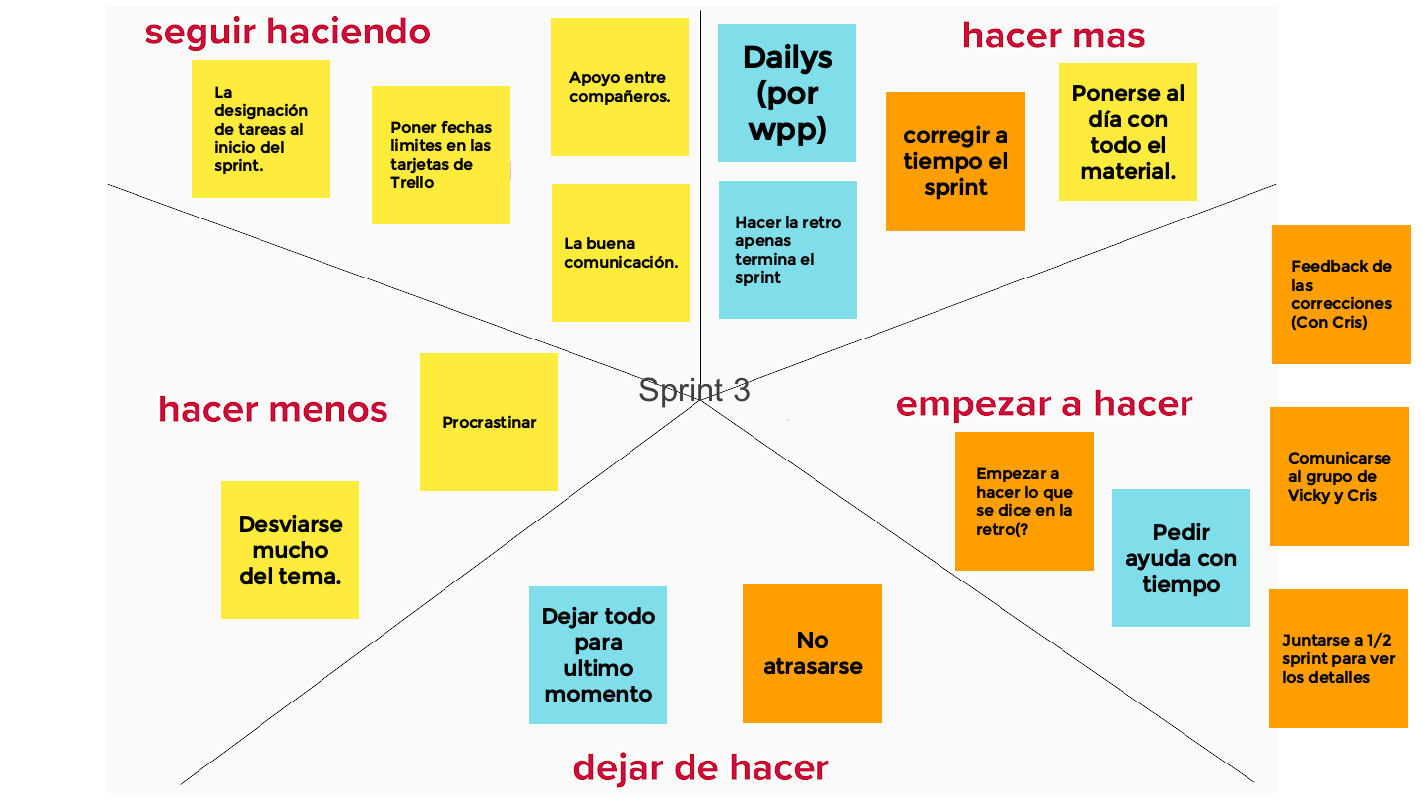 seguir haciendo
La
designación
de tareas al
inicio del
sprint.
Poner fechas
limites en las
tarjetas de
Trello
Apoyo entre
compañeros.
La buena
comunicación.
hacer mas
Dailys
(por
wpp)
Hacer la retro
apenas
termina el
sprint
corregir a
tiempo el
sprint
Ponerse al
día con
todo el
material.
Sprint 3
hacer menos
Procrastinar
Desviarse
mucho
del tema.
empezar a hacer
Empezar a
hacer lo que
se dice en la
retro(?
Pedir
ayuda con
tiempo
Feedback de
las
correcciones
(Con Cris)
Comunicarse
al grupo de
Vicky y Cris
Juntarse a 1/2
sprint para ver
los detalles
Dejar todo
para
ultimo
momento
No
atrasarse
dejar de hacer